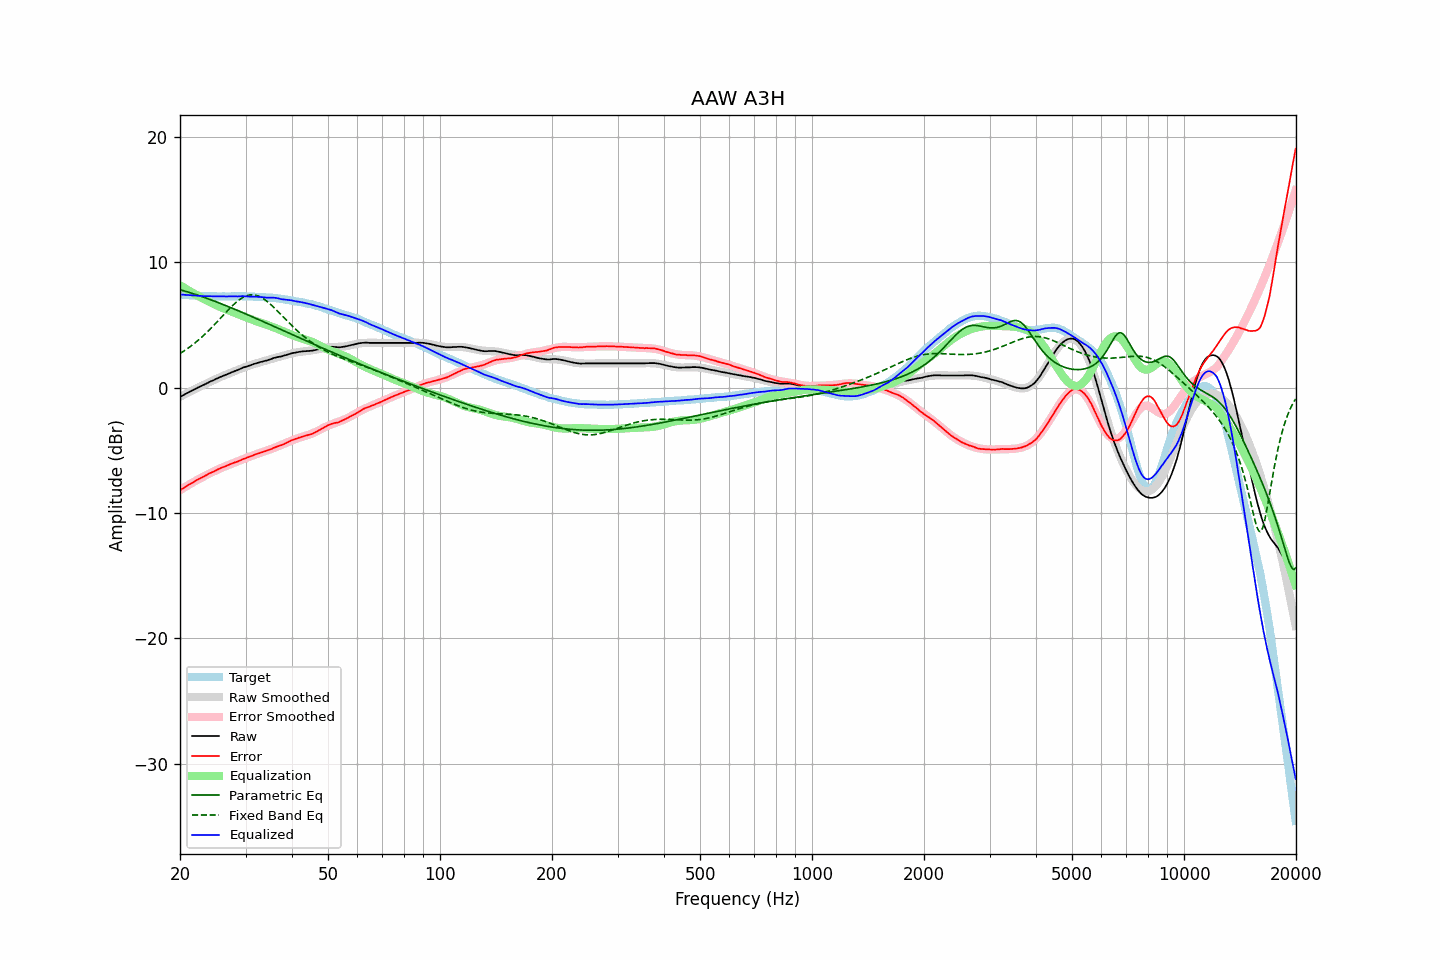 AAW A3H
20
10
0
−10
−20
−30
Amplitude (dBr)
Target
Raw Smoothed
Error Smoothed
Raw
Error
Equalization
Parametric Eq
Fixed Band Eq
Equalized
20 50 100 200 500 1000 2000 5000 10000 20000
Frequency (Hz)